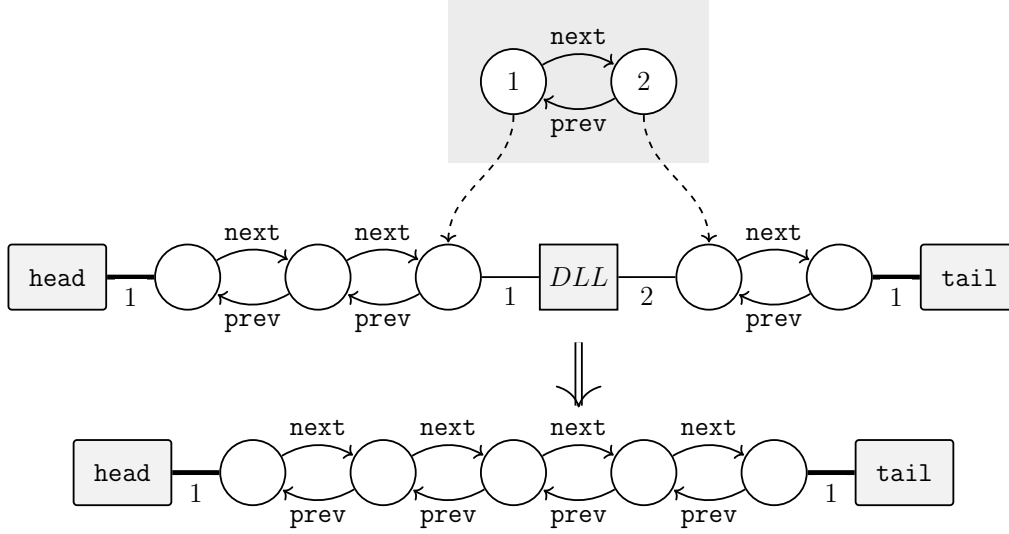 next
1 2
prev
next next next
head DLL tail
1 1 2 1
prev prev prev
next next next next
head tail
1 1
prev prev prev prev